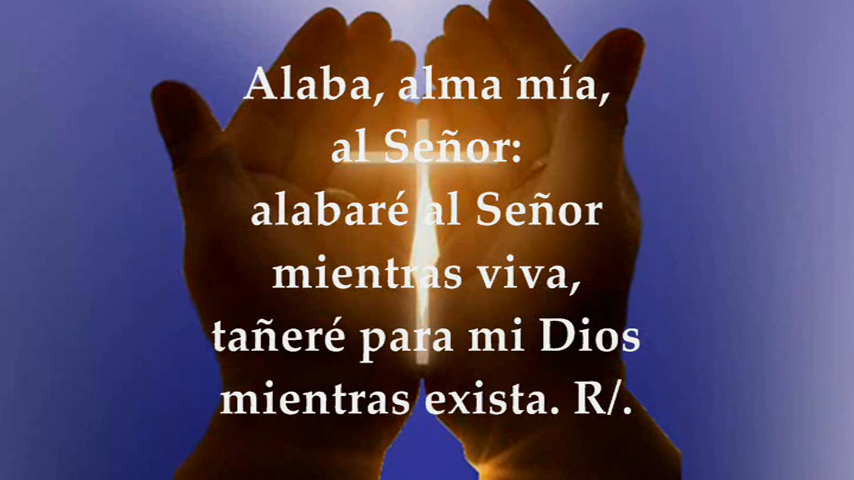 Alaba, alma mía,
al Señor:
alabaré al Señor
mientras viva,
tañeré para mi Dios
mientras exista. R/.